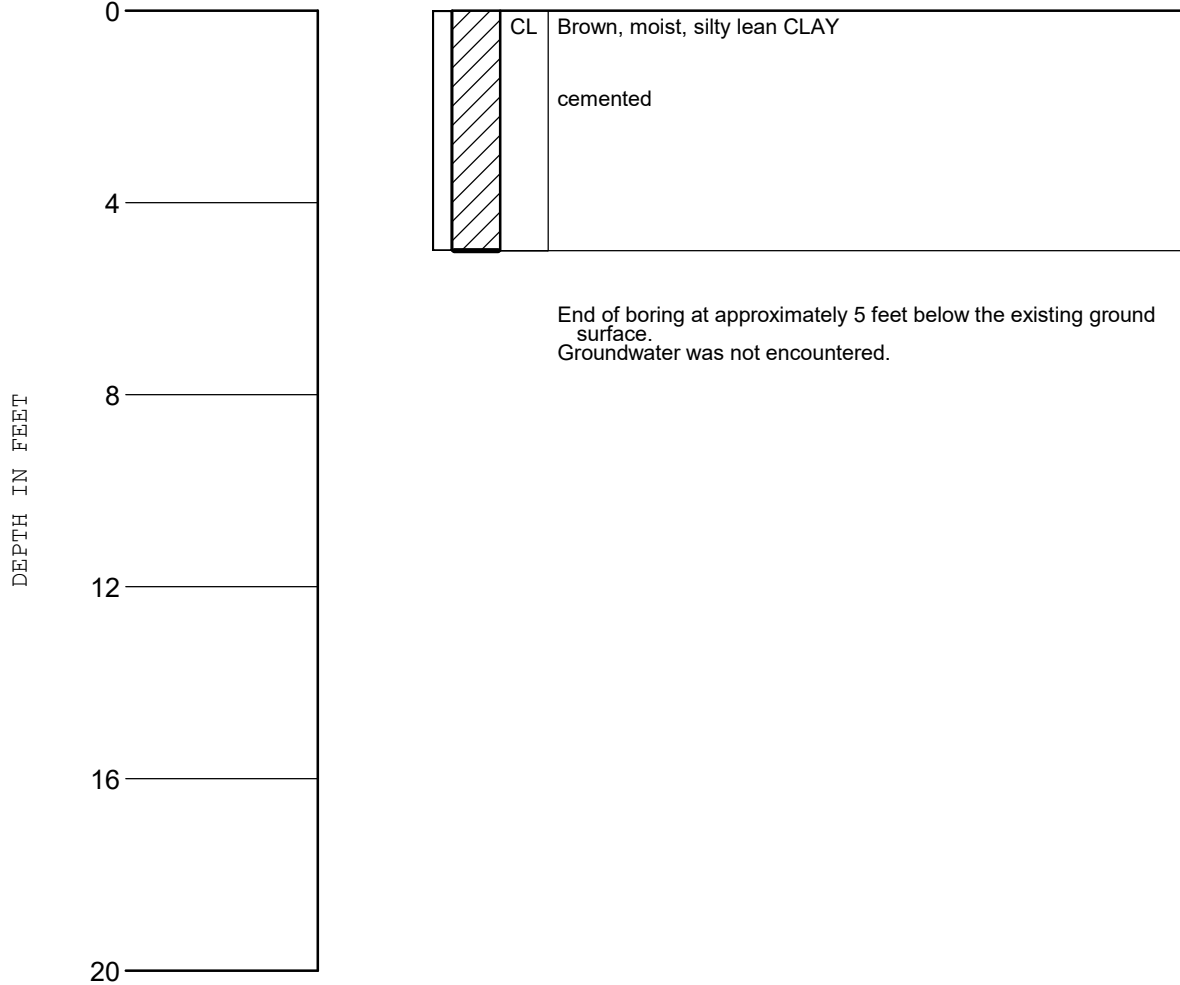 0
CL Brown, moist, silty lean CLAY
cemented
4
End of boring at approximately 5 feet below the existing ground
surface.
Groundwater was not encountered.
8
DEPTH IN FEET
12
16
20